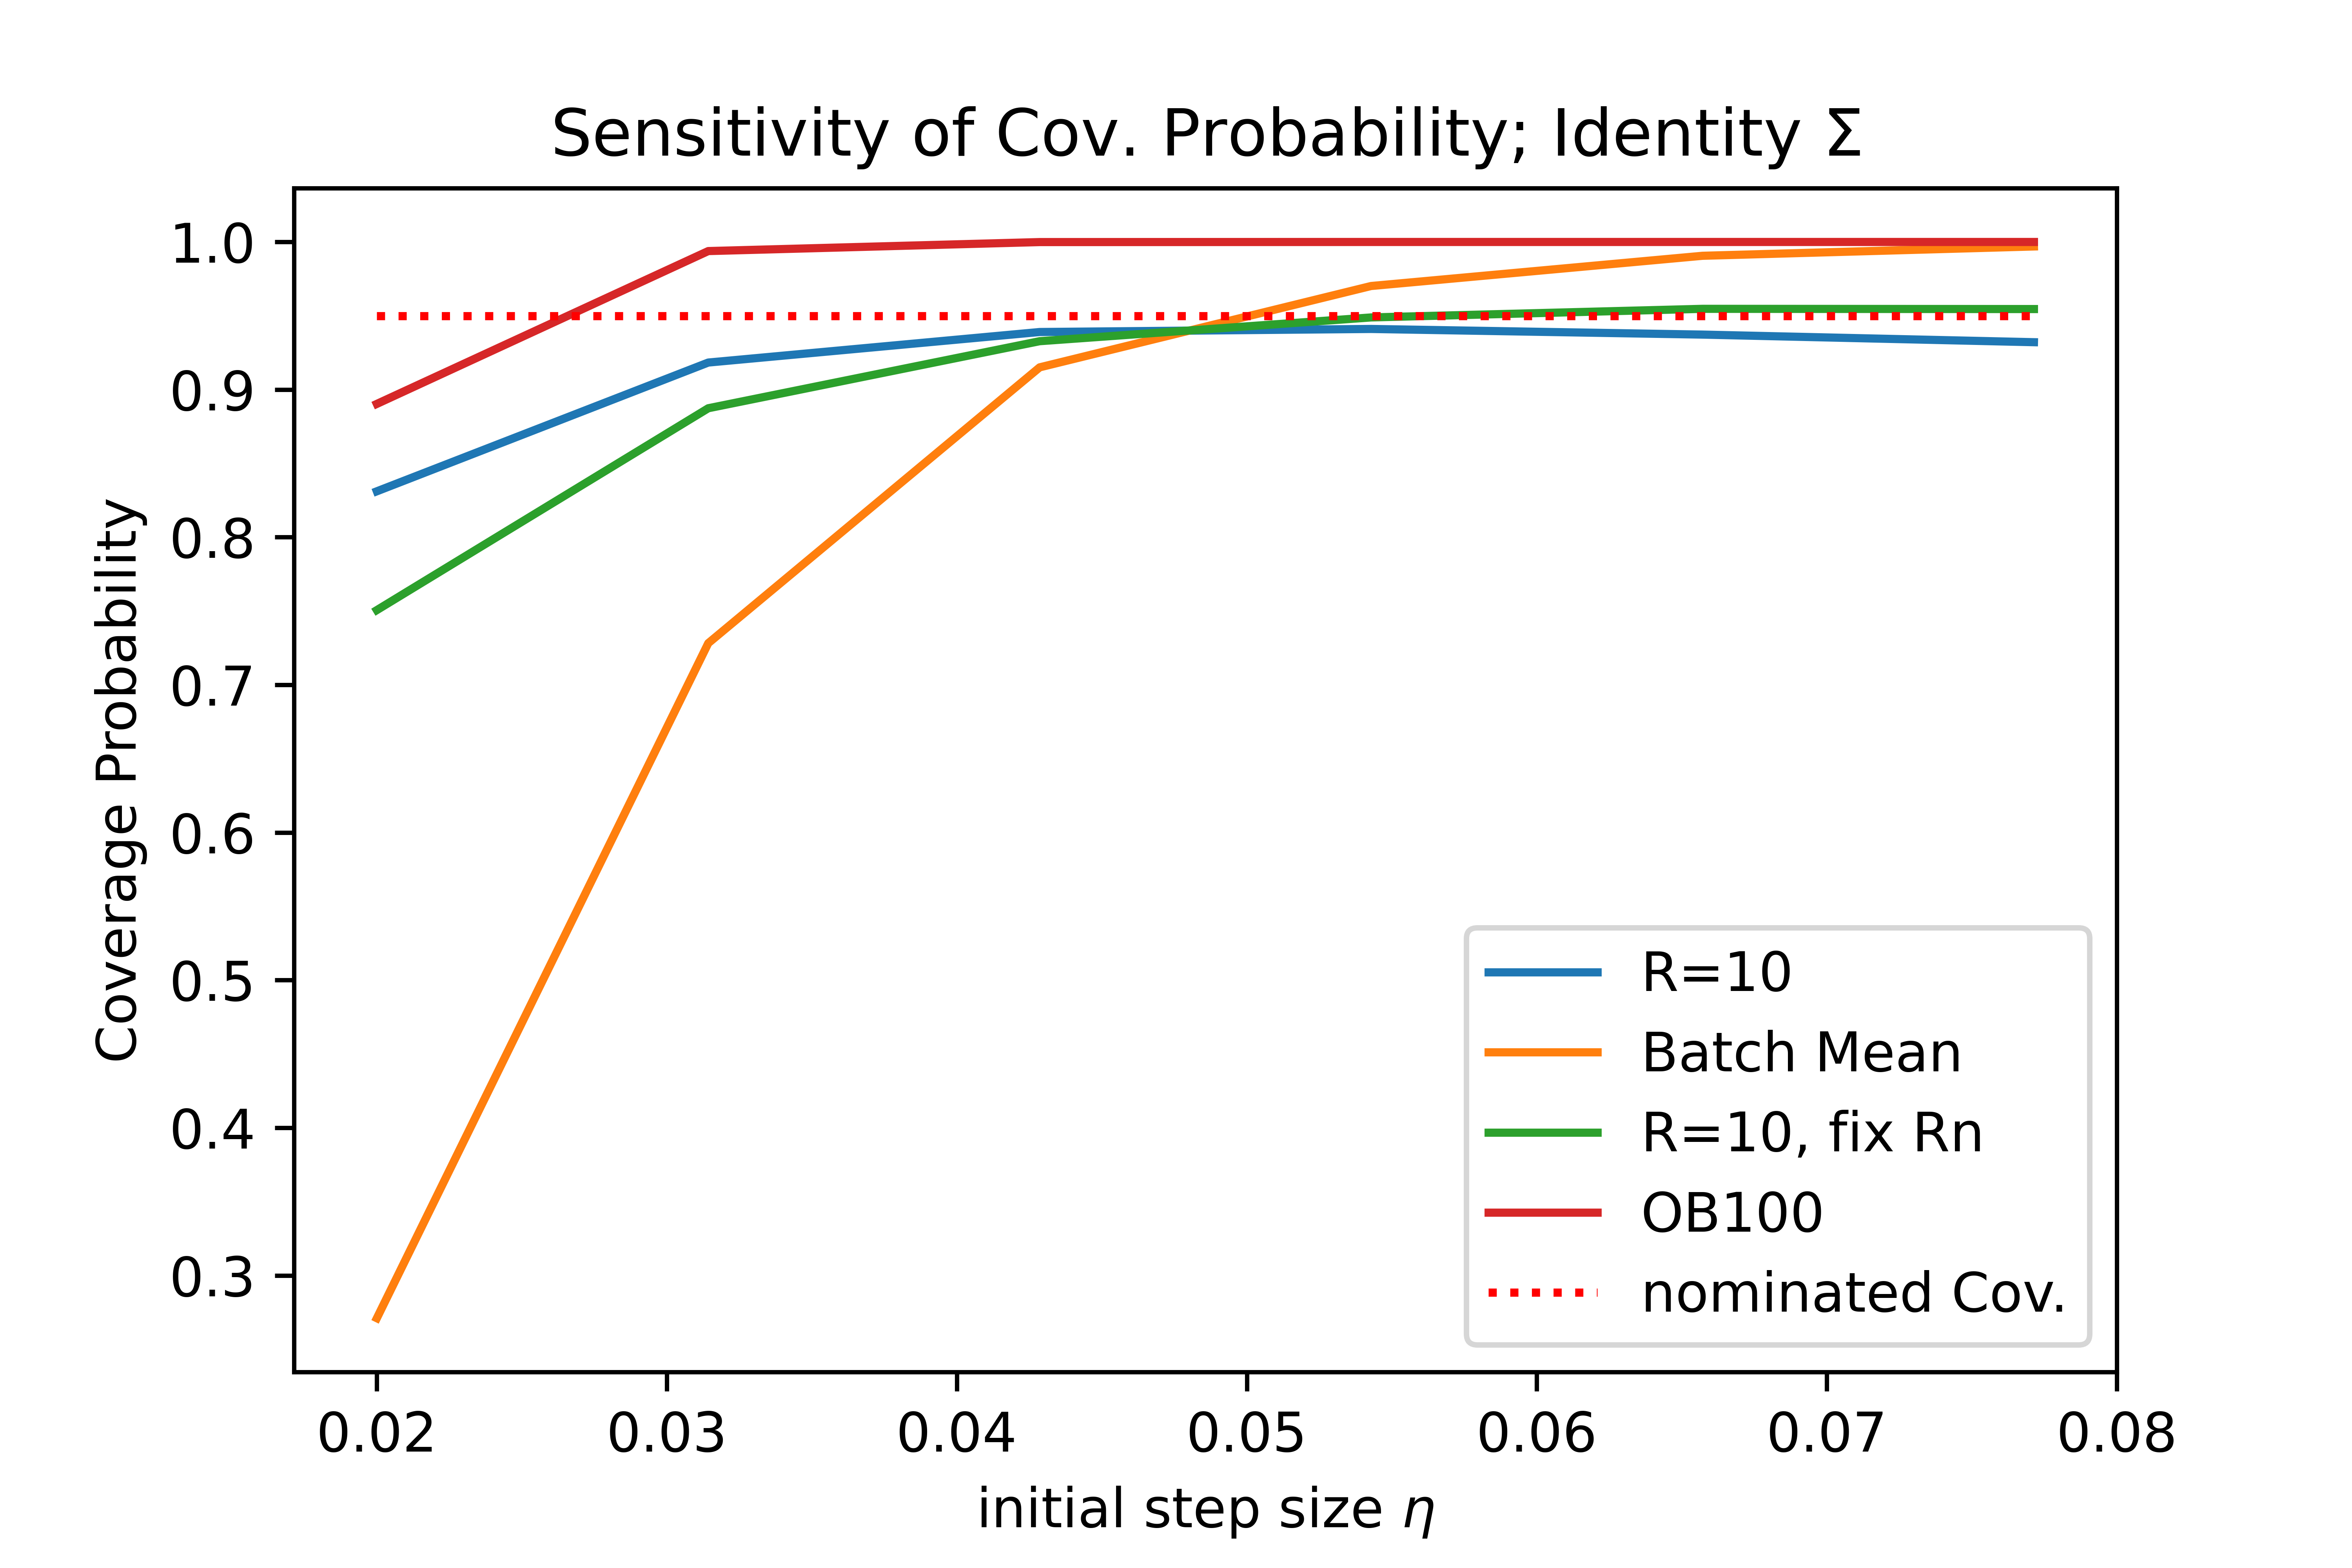 Sensitivity of Cov. Probability; Identity Σ
Coverage Probability
1.0
0.9
0.8
0.7
0.6
0.5
0.4
0.3
R=10
Batch Mean
R=10, fix Rn
OB100
nominated Cov.
0.02 0.03 0.04 0.05 0.06 0.07 0.08
initial step size η